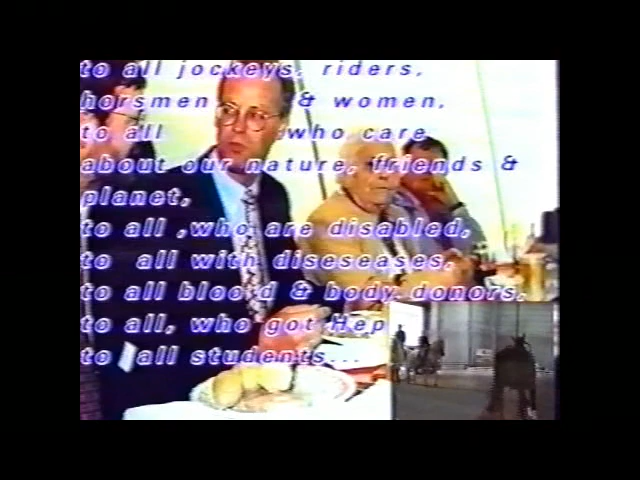 to all jockeys, riders,
horsmen & women,
to all who care
about our nature, friends &
planet,
to all ,who are disabled,
to all with diseseases,
to all blood & body donors,
to all, who got Hep
to all students...